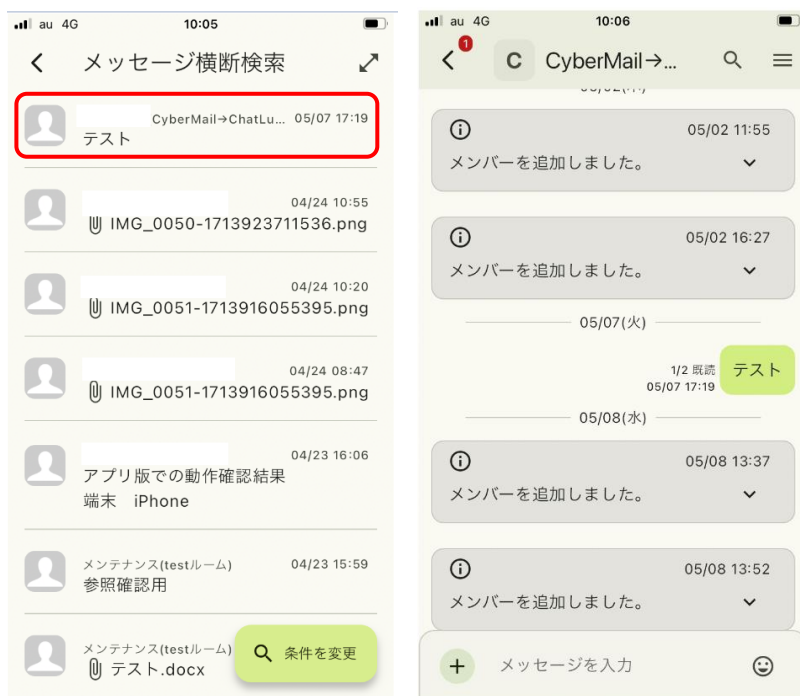 au 4G 10:05
メッセージ横断検索
CyberMail→ChatLu... 05/07 17:19
テスト
04/24 10:55
IMG_0050-1713923711536.png
04/24 10:20
IMG_0051-1713916055395.png
04/24 08:47
IMG_0051-1713916055395.png
04/23 16:06
アプリ版での動作確認結果
端末 iPhone
メンテナンス(testルーム) 04/23 15:59
参照確認用
メンテナンス(testルーム)
テスト.docx
条件を変更
au 4G 10:06
1
C CyberMail→...
05/02 11:55
メンバーを追加しました。
05/02 16:27
メンバーを追加しました。
05/07(火)
1/2 既読 テスト
05/07 17:19
05/08(水)
05/08 13:37
メンバーを追加しました。
05/08 13:52
メンバーを追加しました。
メッセージを入力